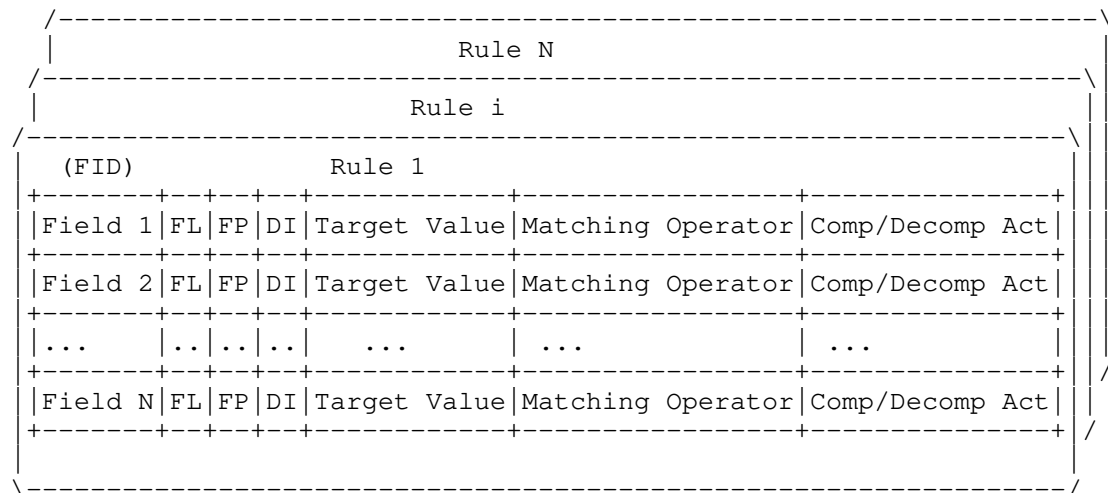 Rule N
Rule i
(FID) Rule 1
Field 1 FL FP DI Target Value Matching Operator Comp/Decomp Act
Field 2 FL FP DI Target Value Matching Operator Comp/Decomp Act
... .. .. .. ... ... ...
Field N FL FP DI Target Value Matching Operator Comp/Decomp Act